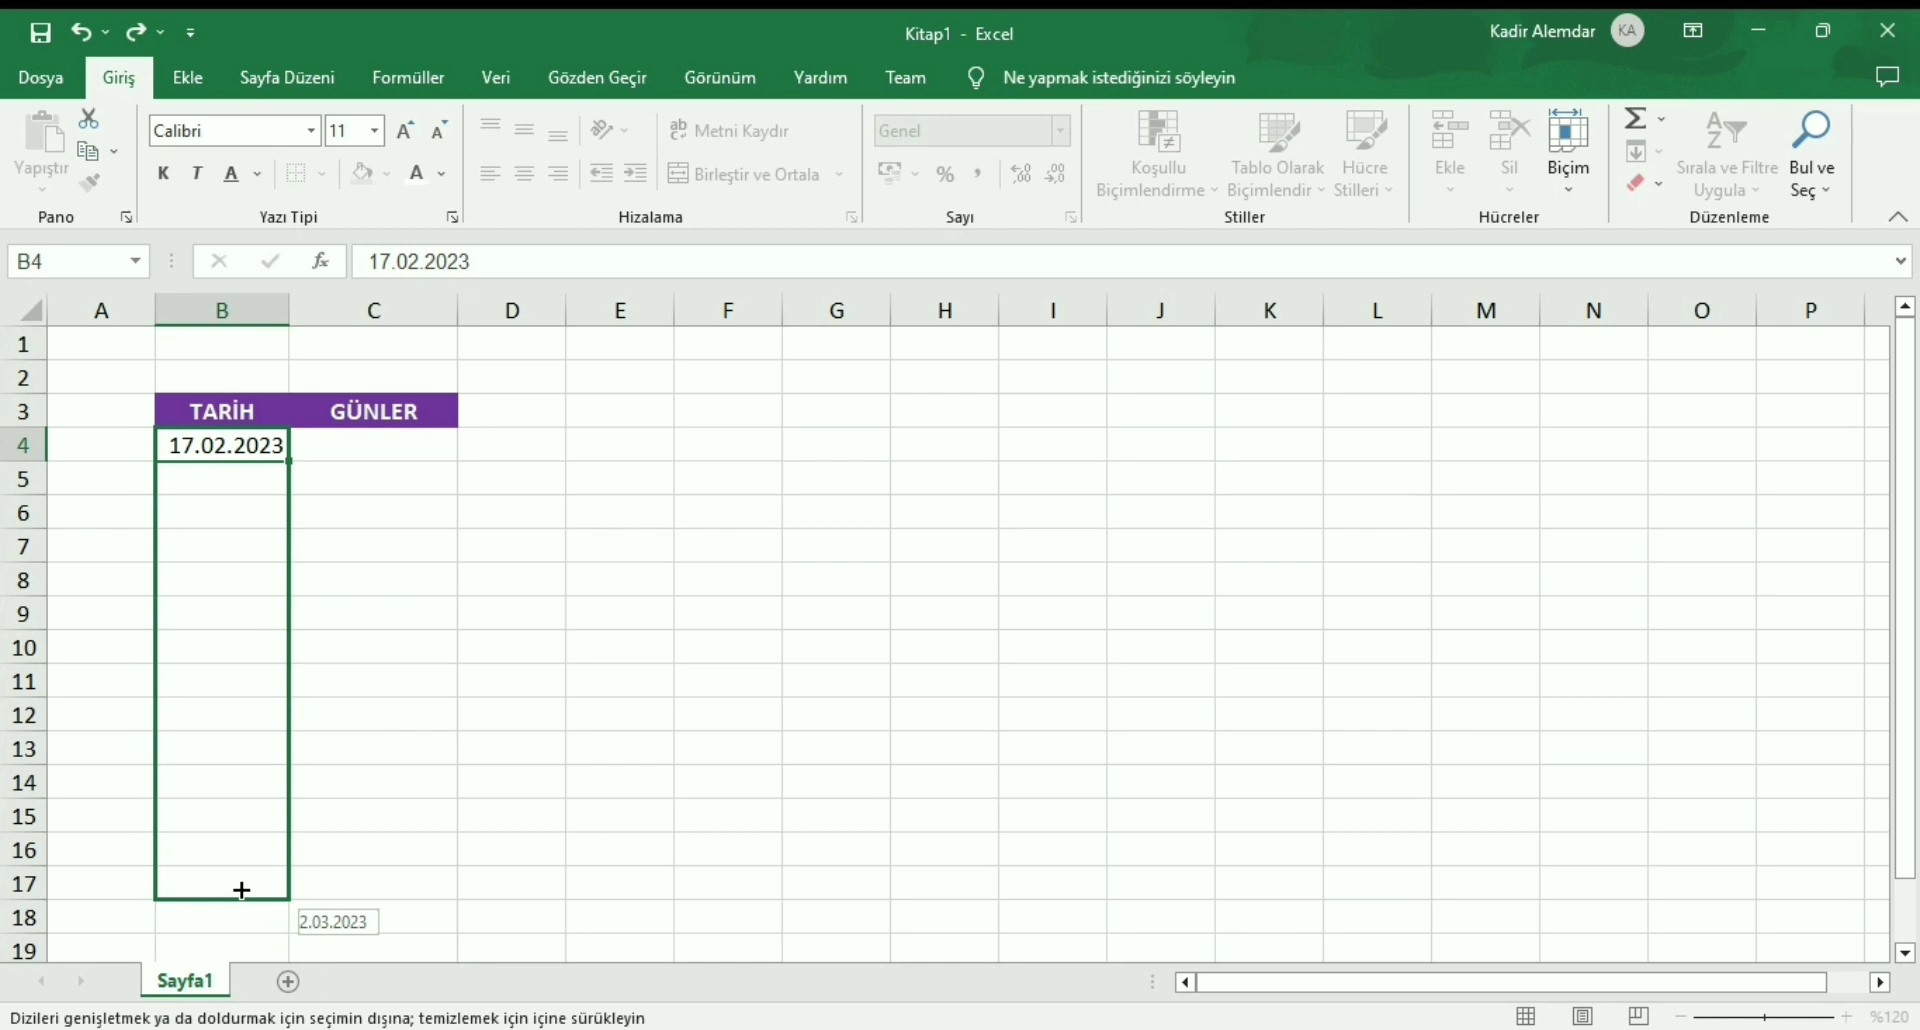 Kitap1 - Excel
Kadir Alemdar KA
Dosya Giriş Ekle Sayfa Düzeni Formüller Veri Gözden Geçir Görünüm Yardım Team Ne yapmak istediğinizi söyleyin
Yapıştır
Pano
Calibri 11
K T A
Yazı Tipi
Metni Kaydır
Birleştir ve Ortala
Hizalama
Genel
%
Sayı
Koşullu Biçimlendirme
Tablo Olarak Biçimlendir
Hücre Stilleri
Stiller
Ekle Sil Biçim
Hücreler
Sırala ve Filtre Uygula
Bul ve Seç
Düzenleme
B4 fx 17.02.2023
A B C D E F G H I J K L M N O P
1
2
3 TARİH GÜNLER
4 17.02.2023
5
6
7
8
9
10
11
12
13
14
15
16
17
18 2.03.2023
19
Sayfa1
Dizileri genişletmek ya da doldurmak için seçimin dışına; temizlemek için içine sürükleyin
%120